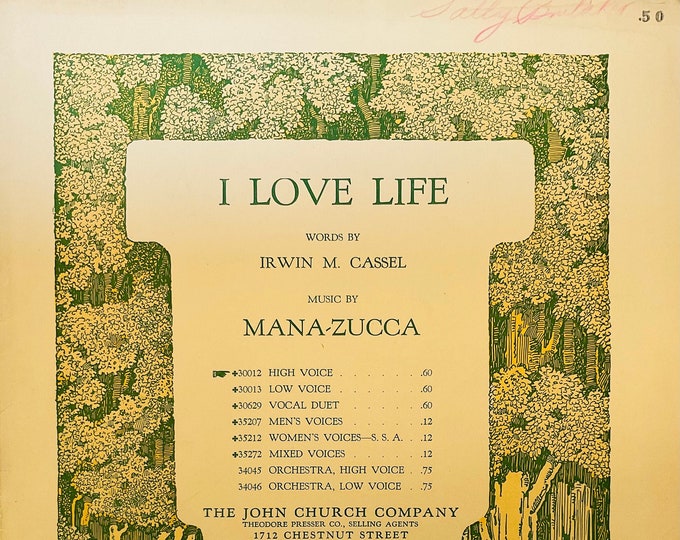 Sally
.50
I LOVE LIFE
WORDS BY
IRWIN M. CASSEL
MUSIC BY
MANA-ZUCCA
+30012 HIGH VOICE . . . . . . . .60
+30013 LOW VOICE . . . . . . . .60
+30629 VOCAL DUET . . . . . . .60
+35207 MEN'S VOICES . . . . . . .12
+35212 WOMEN'S VOICES—S. S. A. . .12
+35272 MIXED VOICES . . . . . . .12
34045 ORCHESTRA, HIGH VOICE . .75
34046 ORCHESTRA, LOW VOICE . .75
THE JOHN CHURCH COMPANY
THEODORE PRESSER CO., SELLING AGENTS
1712 CHESTNUT STREET